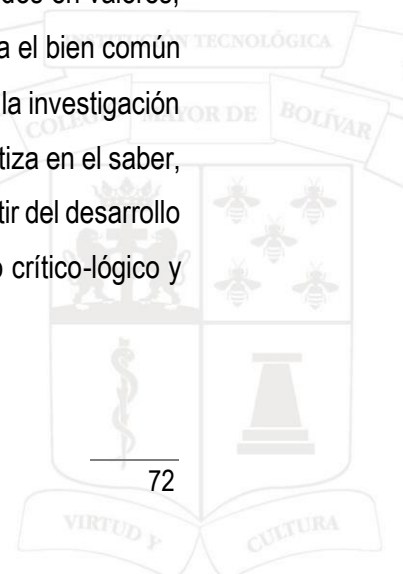 dos en valores,
a el bien común
la investigación
tiza en el saber,
tir del desarrollo
o crítico-lógico y
72
INSTITUCIÓN TECNOLÓGICA
COLEGIO MAYOR DE BOLÍVAR
VIRTUD Y CULTURA